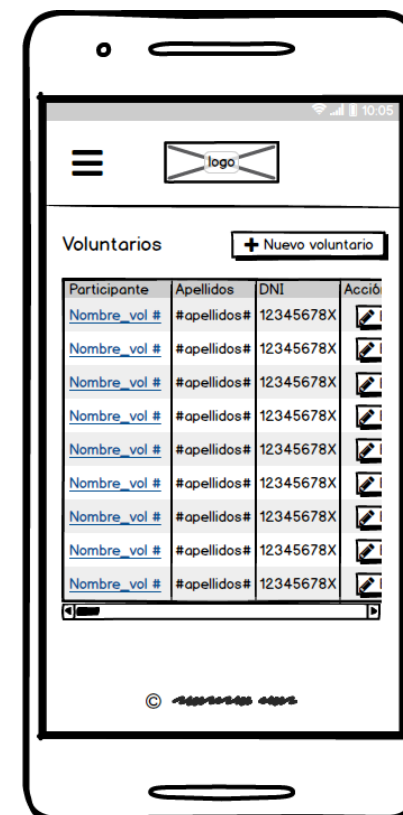 10:05
logo
Voluntarios + Nuevo voluntario
Participante Apellidos DNI Acció
Nombre_vol # #apellidos# 12345678X
Nombre_vol # #apellidos# 12345678X
Nombre_vol # #apellidos# 12345678X
Nombre_vol # #apellidos# 12345678X
Nombre_vol # #apellidos# 12345678X
Nombre_vol # #apellidos# 12345678X
Nombre_vol # #apellidos# 12345678X
Nombre_vol # #apellidos# 12345678X
Nombre_vol # #apellidos# 12345678X
©